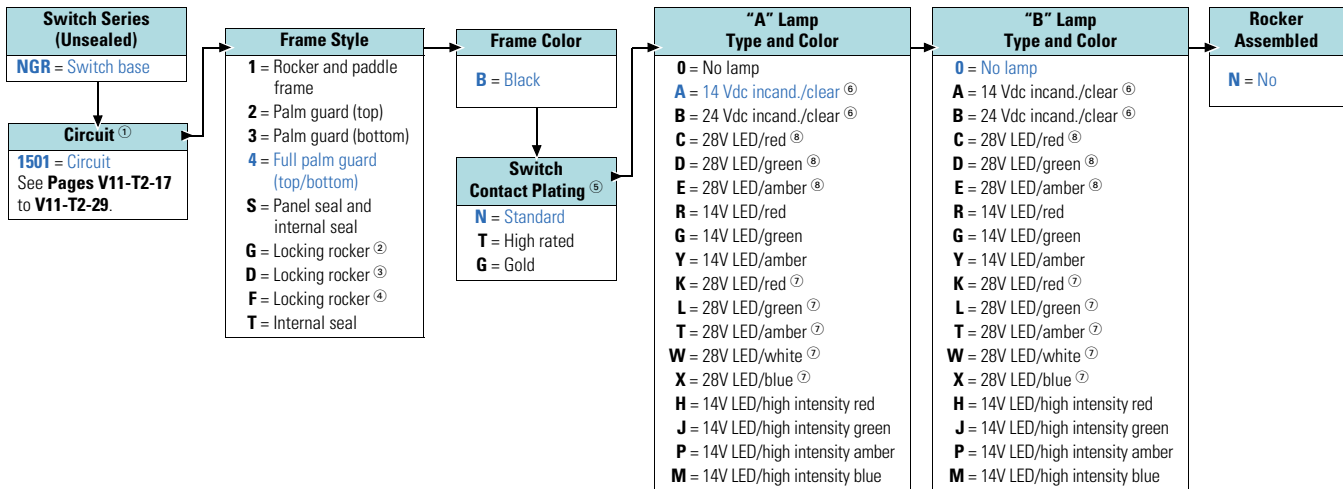 Switch Series
(Unsealed)
NGR = Switch base
Circuit ①
1501 = Circuit
See Pages V11-T2-17
to V11-T2-29.
Frame Style
1 = Rocker and paddle
frame
2 = Palm guard (top)
3 = Palm guard (bottom)
4 = Full palm guard
(top/bottom)
S = Panel seal and
internal seal
G = Locking rocker ②
D = Locking rocker ③
F = Locking rocker ④
T = Internal seal
Frame Color
B = Black
Switch
Contact Plating ⑤
N = Standard
T = High rated
G = Gold
“A” Lamp
Type and Color
0 = No lamp
A = 14 Vdc incand./clear ⑥
B = 24 Vdc incand./clear ⑥
C = 28V LED/red ⑧
D = 28V LED/green ⑧
E = 28V LED/amber ⑧
R = 14V LED/red
G = 14V LED/green
Y = 14V LED/amber
K = 28V LED/red ⑦
L = 28V LED/green ⑦
T = 28V LED/amber ⑦
W = 28V LED/white ⑦
X = 28V LED/blue ⑦
H = 14V LED/high intensity red
J = 14V LED/high intensity green
P = 14V LED/high intensity amber
M = 14V LED/high intensity blue
“B” Lamp
Type and Color
0 = No lamp
A = 14 Vdc incand./clear ⑥
B = 24 Vdc incand./clear ⑥
C = 28V LED/red ⑧
D = 28V LED/green ⑧
E = 28V LED/amber ⑧
R = 14V LED/red
G = 14V LED/green
Y = 14V LED/amber
K = 28V LED/red ⑦
L = 28V LED/green ⑦
T = 28V LED/amber ⑦
W = 28V LED/white ⑦
X = 28V LED/blue ⑦
H = 14V LED/high intensity red
J = 14V LED/high intensity green
P = 14V LED/high intensity amber
M = 14V LED/high intensity blue
Rocker
Assembled
N = No